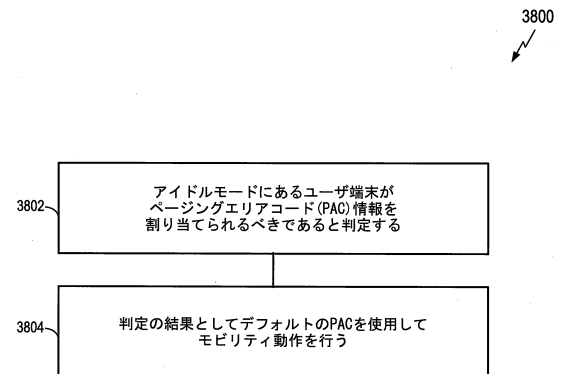 3800
3802
アイドルモードにあるユーザ端末が
ページングエリアコード(PAC)情報を
割り当てられるべきであると判定する
3804
判定の結果としてデフォルトのPACを使用して
モビリティ動作を行う